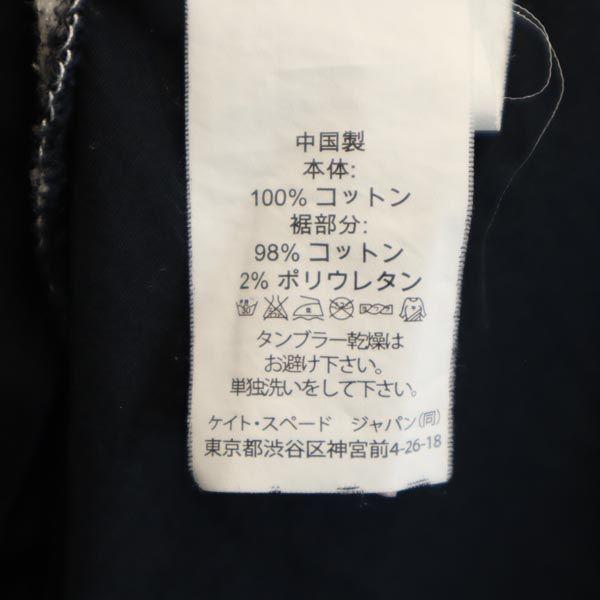 中国製
本体:
100% コットン
裾部分:
98% コットン
2% ポリウレタン
タンブラー乾燥は
お避け下さい。
単独洗いをして下さい。
ケイト・スペード ジャパン(同)
東京都渋谷区神宮前4-26-18